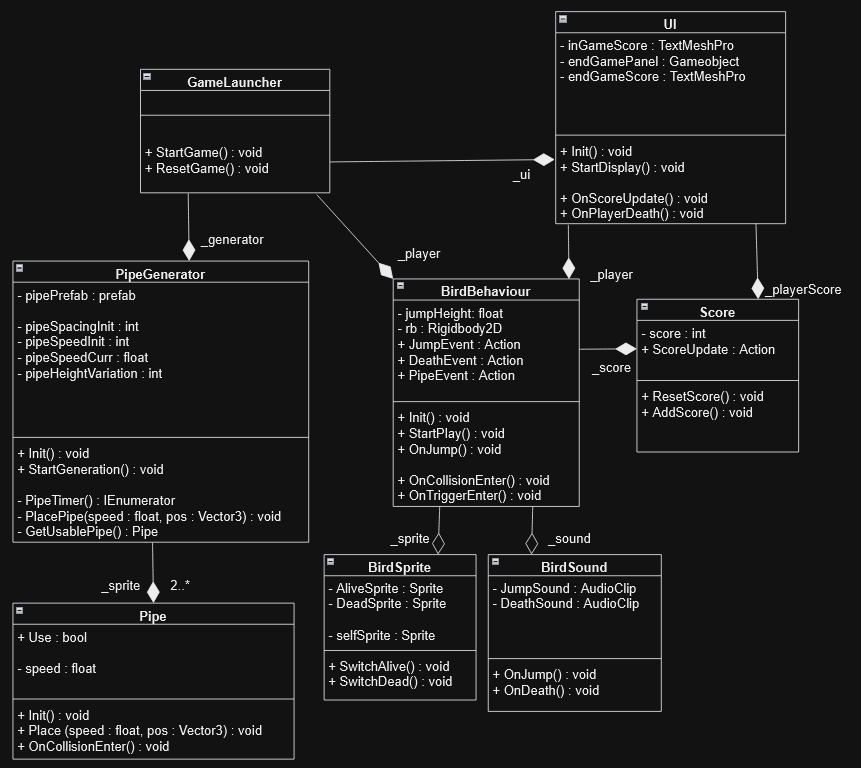 UI
- inGameScore : TextMeshPro
- endGamePanel : Gameobject
- endGameScore : TextMeshPro
+ Init() : void
+ StartDisplay() : void
+ OnScoreUpdate() : void
+ OnPlayerDeath() : void
GameLauncher
+ StartGame() : void
+ ResetGame() : void
_ui
_generator
_player
_player
_playerScore
PipeGenerator
- pipePrefab : prefab
- pipeSpacingInit : int
- pipeSpeedInit : int
- pipeSpeedCurr : float
- pipeHeightVariation : int
+ Init() : void
+ StartGeneration() : void
- PipeTimer() : IEnumerator
- PlacePipe(speed : float, pos : Vector3) : void
- GetUsablePipe() : Pipe
BirdBehaviour
- jumpHeight: float
- rb : Rigidbody2D
+ JumpEvent : Action
+ DeathEvent : Action
+ PipeEvent : Action
+ Init() : void
+ StartPlay() : void
+ OnJump() : void
+ OnCollisionEnter() : void
+ OnTriggerEnter() : void
_score
Score
- score : int
+ ScoreUpdate : Action
+ ResetScore() : void
+ AddScore() : void
_sprite
_sound
_sprite
2..*
BirdSprite
- AliveSprite : Sprite
- DeadSprite : Sprite
- selfSprite : Sprite
+ SwitchAlive() : void
+ SwitchDead() : void
BirdSound
- JumpSound : AudioClip
- DeathSound : AudioClip
+ OnJump() : void
+ OnDeath() : void
Pipe
+ Use : bool
- speed : float
+ Init() : void
+ Place (speed : float, pos : Vector3) : void
+ OnCollisionEnter() : void